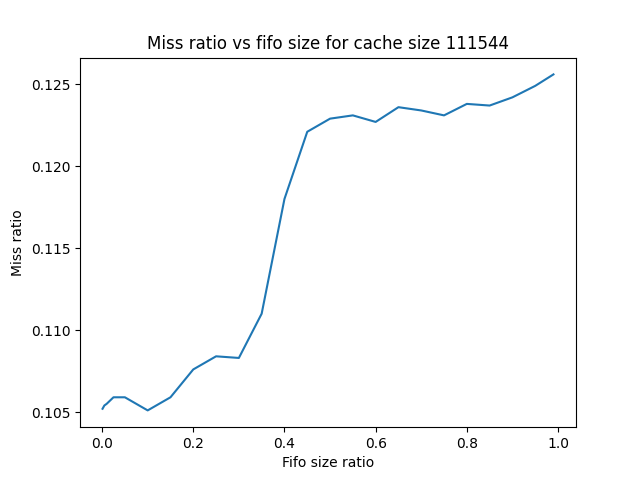 Miss ratio vs fifo size for cache size 111544
0.125
0.120
0.115
0.110
0.105
Miss ratio
0.0 0.2 0.4 0.6 0.8 1.0
Fifo size ratio